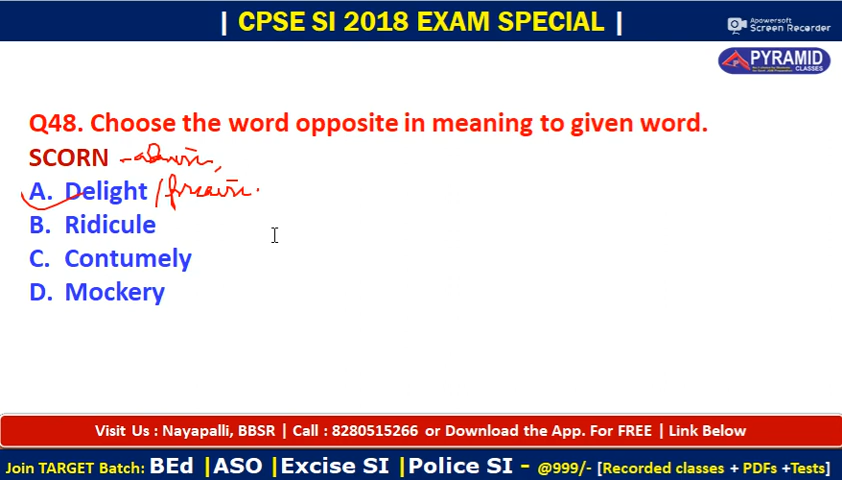 | CPSE SI 2018 EXAM SPECIAL |
Apowersoft
Screen Recorder
PYRAMID
CLASSES
Q48. Choose the word opposite in meaning to given word.
SCORN
A. Delight /
B. Ridicule
C. Contumely
D. Mockery
Visit Us : Nayapalli, BBSR | Call : 8280515266 or Download the App. For FREE | Link Below
Join TARGET Batch: BEd |ASO |Excise SI |Police SI - @999/- [Recorded classes + PDFs +Tests]